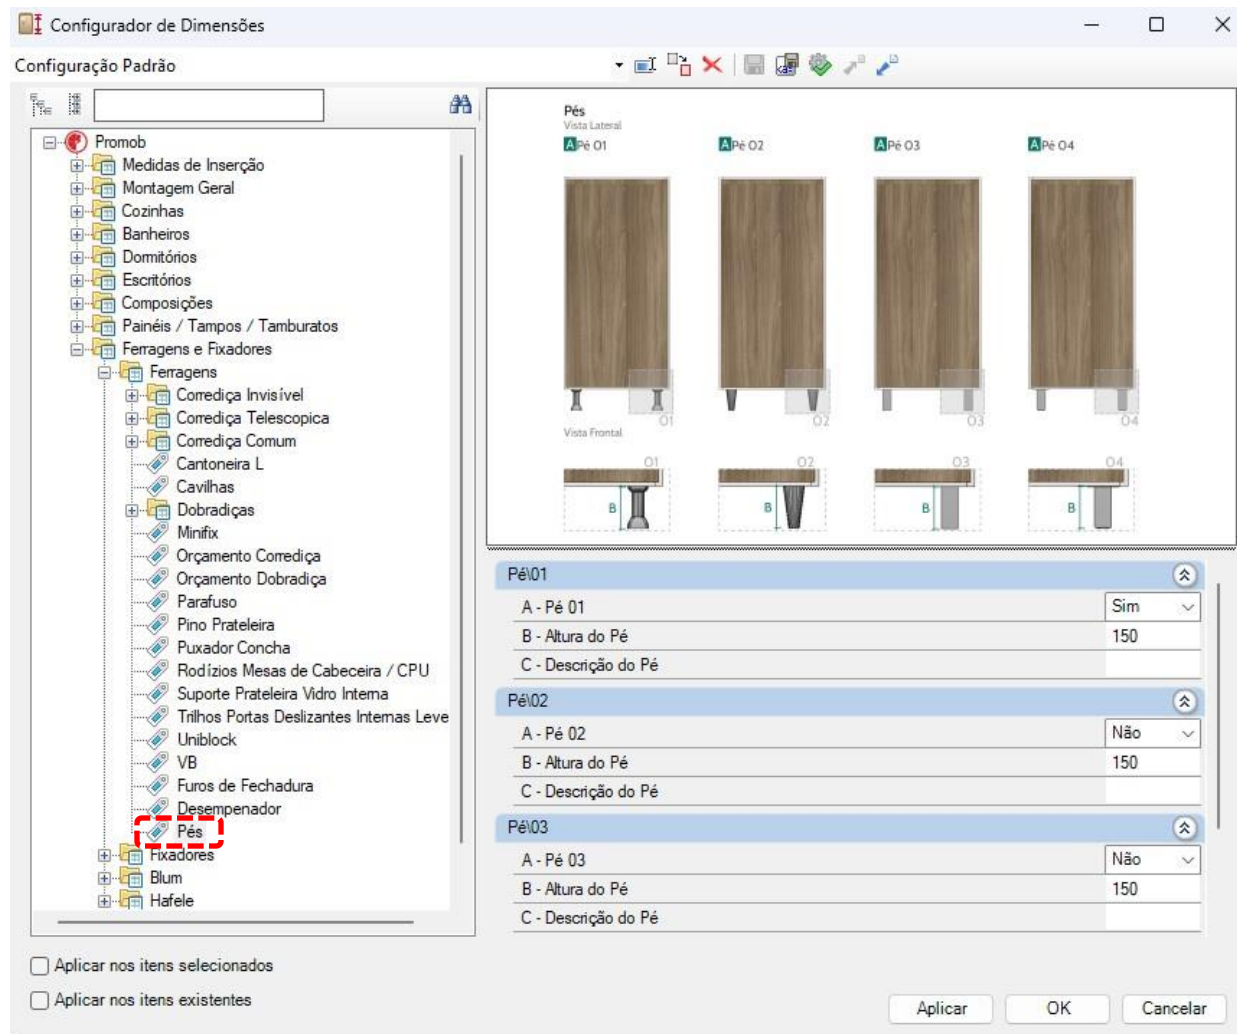 Configurador de Dimensões
Configuração Padrão
Promob
Medidas de Inserção
Montagem Geral
Cozinhas
Banheiros
Dormitórios
Escritórios
Composições
Painéis / Tampos / Tamburatos
Ferragens e Fixadores
Ferragens
Corrediça Invisível
Corrediça Telescopica
Corrediça Comum
Cantoneira L
Cavilhas
Dobradiças
Minifix
Orçamento Corrediça
Orçamento Dobradiça
Parafuso
Pino Prateleira
Puxador Concha
Rodízios Mesas de Cabeceira / CPU
Suporte Prateleira Vidro Interna
Trilhos Portas Deslizantes Internas Leve
Uniblock
VB
Furos de Fechadura
Desempenador
Pés
Fixadores
Blum
Hafele
Pés
Vista Lateral
A Pé 01 A Pé 02 A Pé 03 A Pé 04
01 02 03 04
Vista Frontal
01 02 03 04
B B B B
Pé\01
A - Pé 01 Sim
B - Altura do Pé 150
C - Descrição do Pé
Pé\02
A - Pé 02 Não
B - Altura do Pé 150
C - Descrição do Pé
Pé\03
A - Pé 03 Não
B - Altura do Pé 150
C - Descrição do Pé
Aplicar nos itens selecionados
Aplicar nos itens existentes
Aplicar OK Cancelar